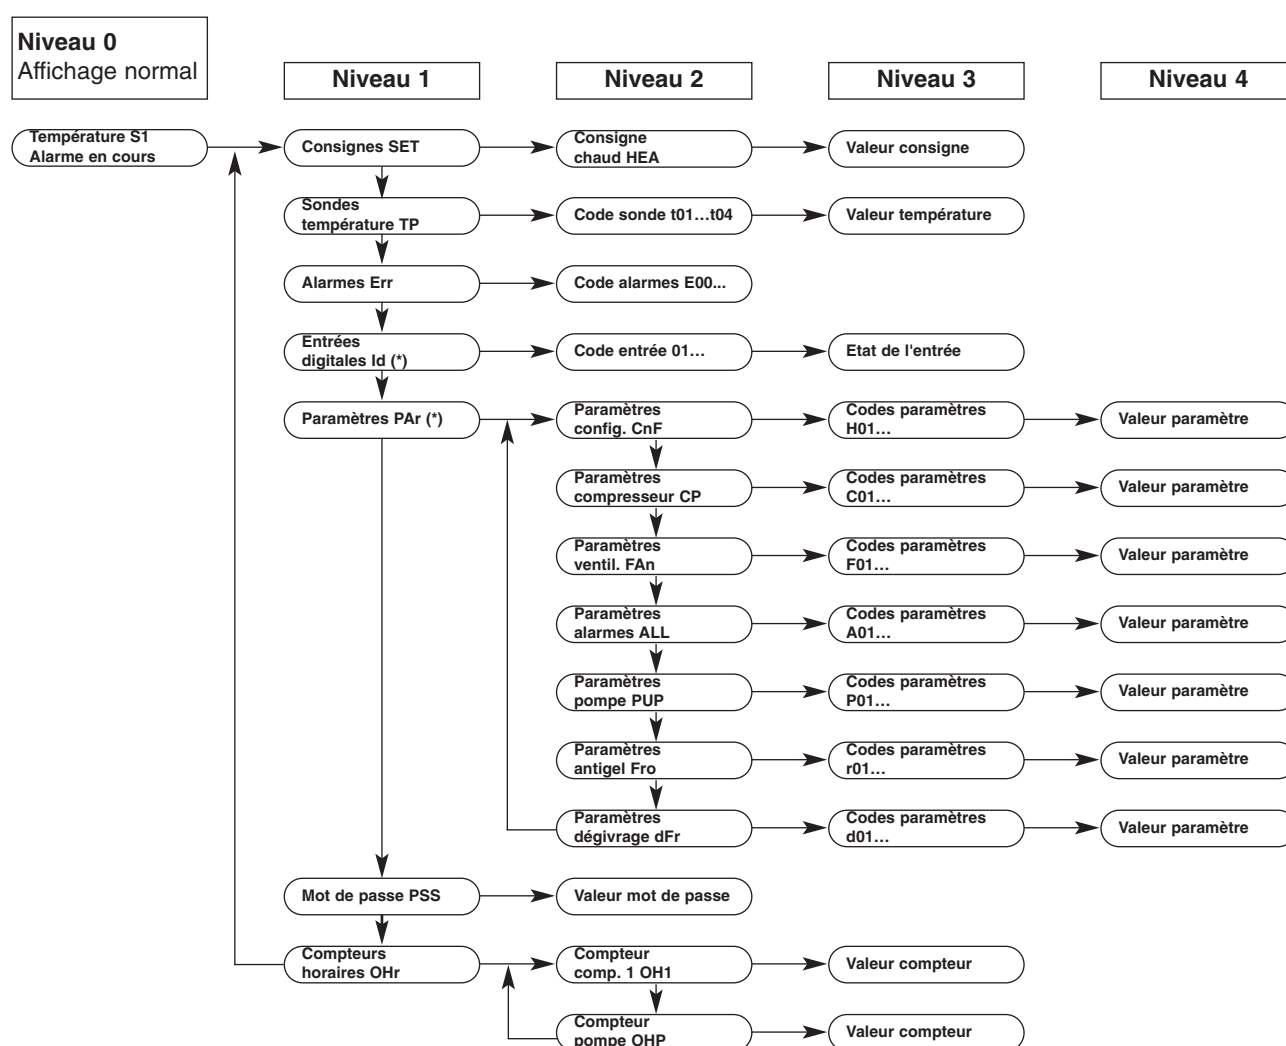 Niveau 0
Affichage normal
Niveau 1
Niveau 2
Niveau 3
Niveau 4
Température S1
Alarme en cours
Consignes SET
Consigne
chaud HEA
Valeur consigne
Sondes
température TP
Code sonde t01...t04
Valeur température
Alarmes Err
Code alarmes E00...
Entrées
digitales Id (*)
Code entrée 01...
Etat de l'entrée
Paramètres PAr (*)
Paramètres
config. CnF
Codes paramètres
H01...
Valeur paramètre
Paramètres
compresseur CP
Codes paramètres
C01...
Valeur paramètre
Paramètres
ventil. FAn
Codes paramètres
F01...
Valeur paramètre
Paramètres
alarmes ALL
Codes paramètres
A01...
Valeur paramètre
Paramètres
pompe PUP
Codes paramètres
P01...
Valeur paramètre
Paramètres
antigel Fro
Codes paramètres
r01...
Valeur paramètre
Paramètres
dégivrage dFr
Codes paramètres
d01...
Valeur paramètre
Mot de passe PSS
Valeur mot de passe
Compteurs
horaires OHr
Compteur
comp. 1 OH1
Valeur compteur
Compteur
pompe OHP
Valeur compteur